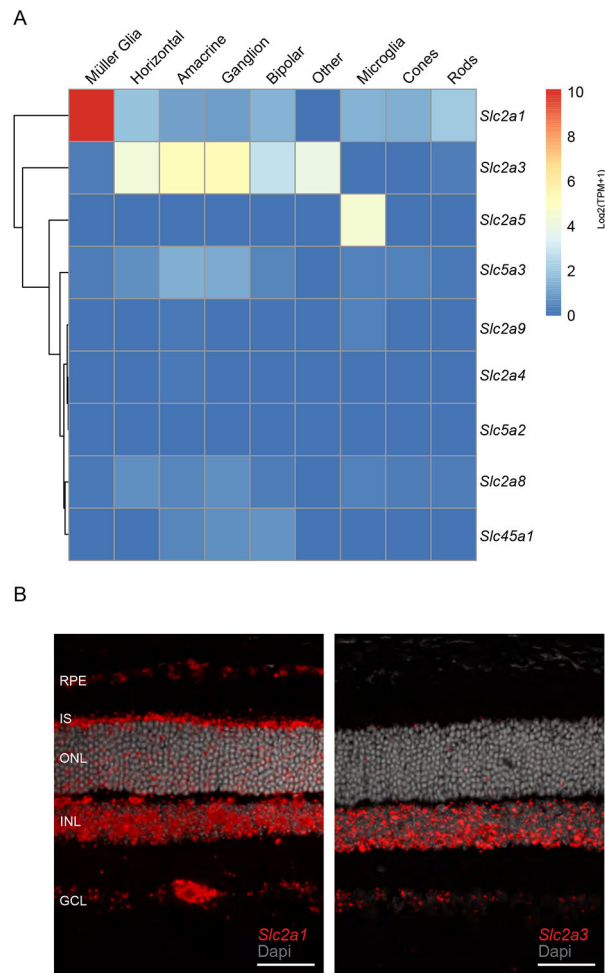 A
Müller Glia
Horizontal
Amacrine
Ganglion
Bipolar
Other
Microglia
Cones
Rods
Slc2a1
Slc2a3
Slc2a5
Slc5a3
Slc2a9
Slc2a4
Slc5a2
Slc2a8
Slc45a1
10
8
6
4
2
0
Log2(TPM+1)
B
RPE
IS
ONL
INL
GCL
Slc2a1
Dapi
Slc2a3
Dapi